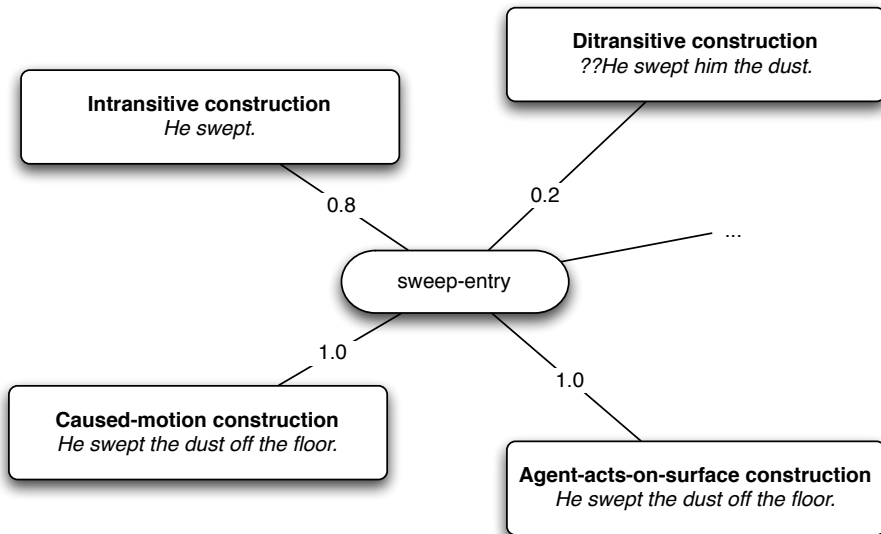 Ditransitive construction
??He swept him the dust.
Intransitive construction
He swept.
0.8
0.2
...
sweep-entry
1.0
1.0
Caused-motion construction
He swept the dust off the floor.
Agent-acts-on-surface construction
He swept the dust off the floor.